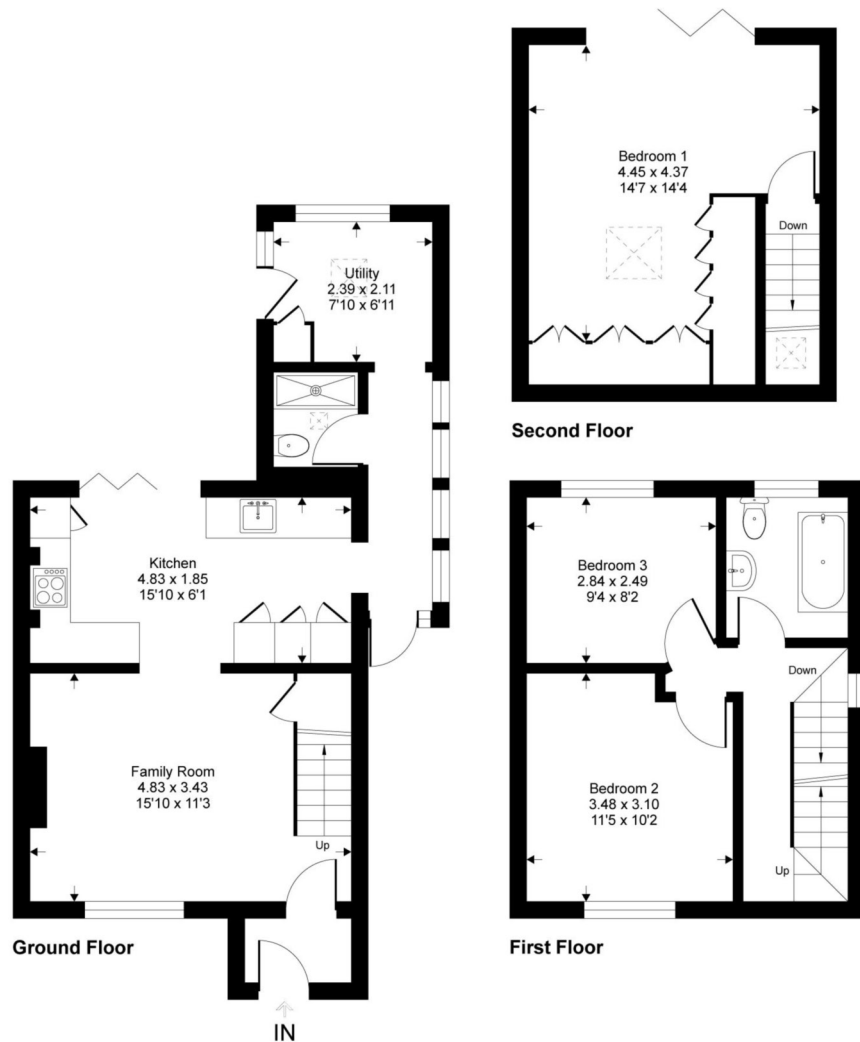 Bedroom 1
4.45 x 4.37
14'7 x 14'4
Down
Second Floor
Utility
2.39 x 2.11
7'10 x 6'11
Kitchen
4.83 x 1.85
15'10 x 6'1
Family Room
4.83 x 3.43
15'10 x 11'3
Up
Ground Floor
IN
Bedroom 3
2.84 x 2.49
9'4 x 8'2
Down
Bedroom 2
3.48 x 3.10
11'5 x 10'2
Up
First Floor